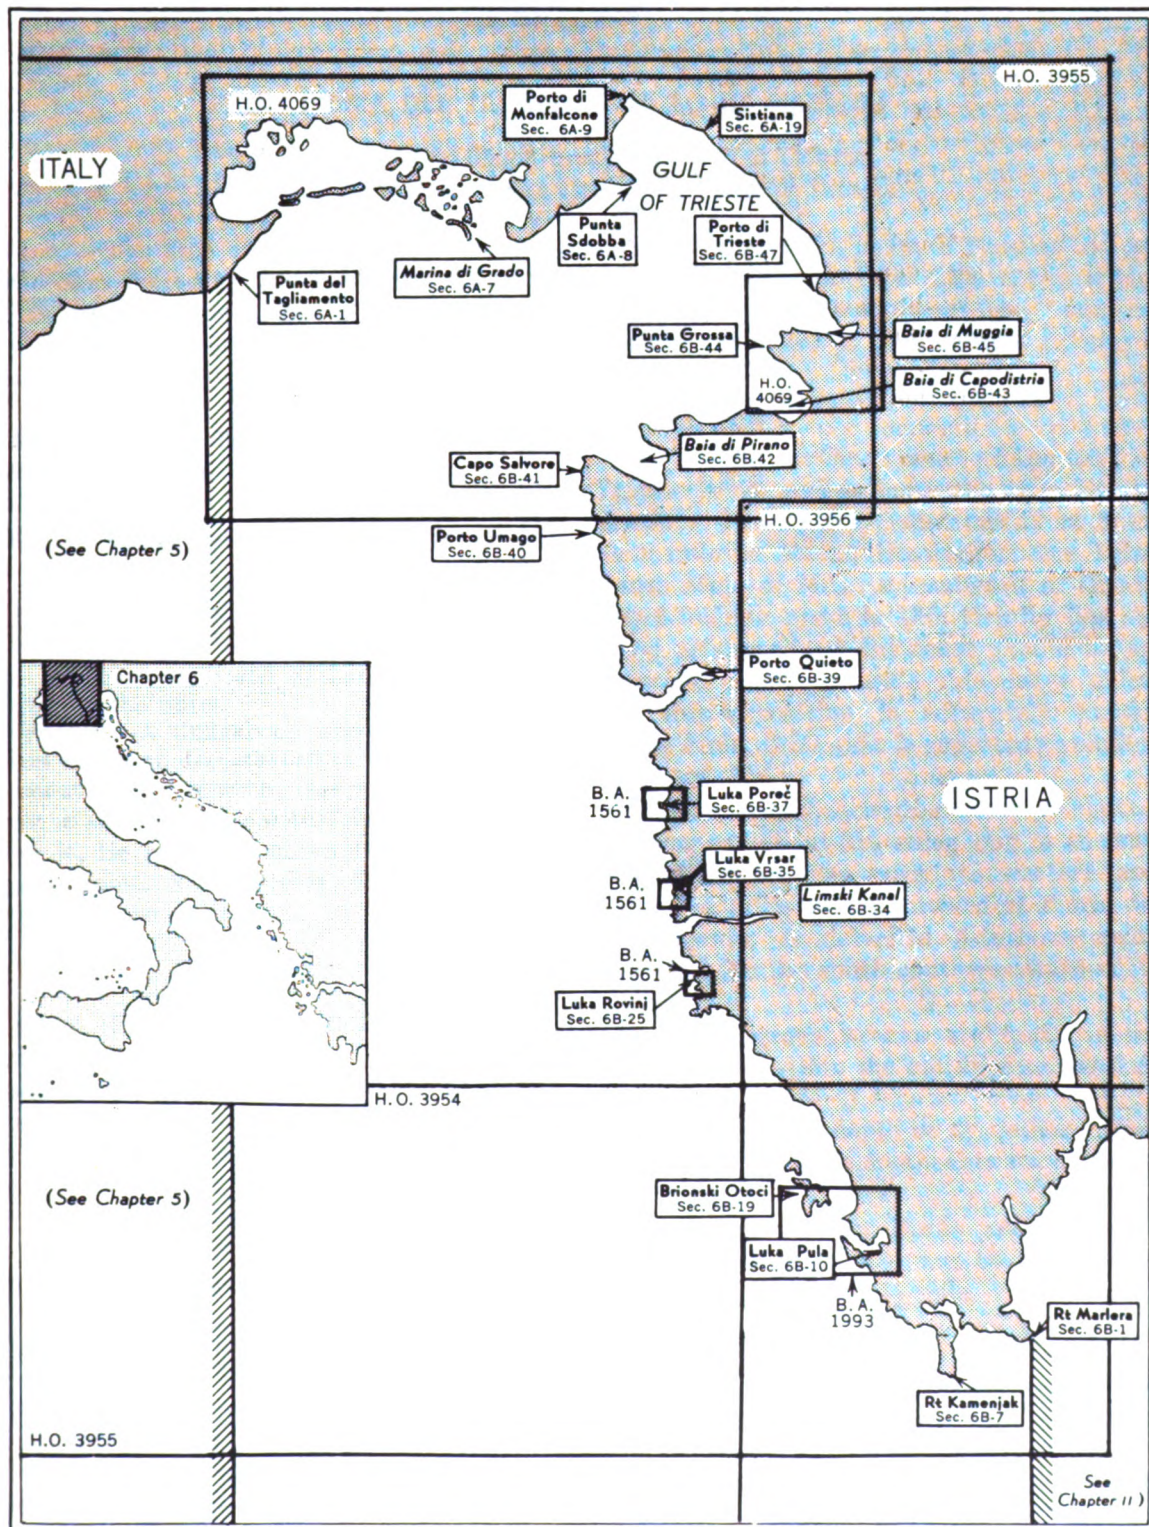 H.O. 3955
H.O. 4069
Porto di
Monfalcone
Sec. 6A-9
Sistiana
Sec. 6A-19
ITALY
GULF
OF TRIESTE
Punta
Sdobba
Sec. 6A-8
Porto di
Trieste
Sec. 6B-47
Marina di Grado
Sec. 6A-7
Punta del
Tagliamento
Sec. 6A-1
Punta Grossa
Sec. 6B-44
Baia di Muggia
Sec. 6B-45
H.O.
4069
Baia di Capodistria
Sec. 6B-43
Baia di Pirano
Sec. 6B.42
Capo Salvore
Sec. 6B-41
H.O. 3956
Porto Umago
Sec. 6B-40
(See Chapter 5)
Chapter 6
Porto Quieto
Sec. 6B-39
B. A.
1561
Luka Poreč
Sec. 6B-37
ISTRIA
Luka Vrsar
Sec. 6B-35
B.A.
1561
Limski Kanal
Sec. 6B-34
B. A.
1561
Luka Rovinj
Sec. 6B-25
H.O. 3954
(See Chapter 5)
Brionski Otoci
Sec. 6B-19
Luka Pula
Sec. 6B-10
B. A.
1993
Rt Marlera
Sec. 6B-1
Rt Kamenjak
Sec. 6B-7
H.O. 3955
See
Chapter 11)